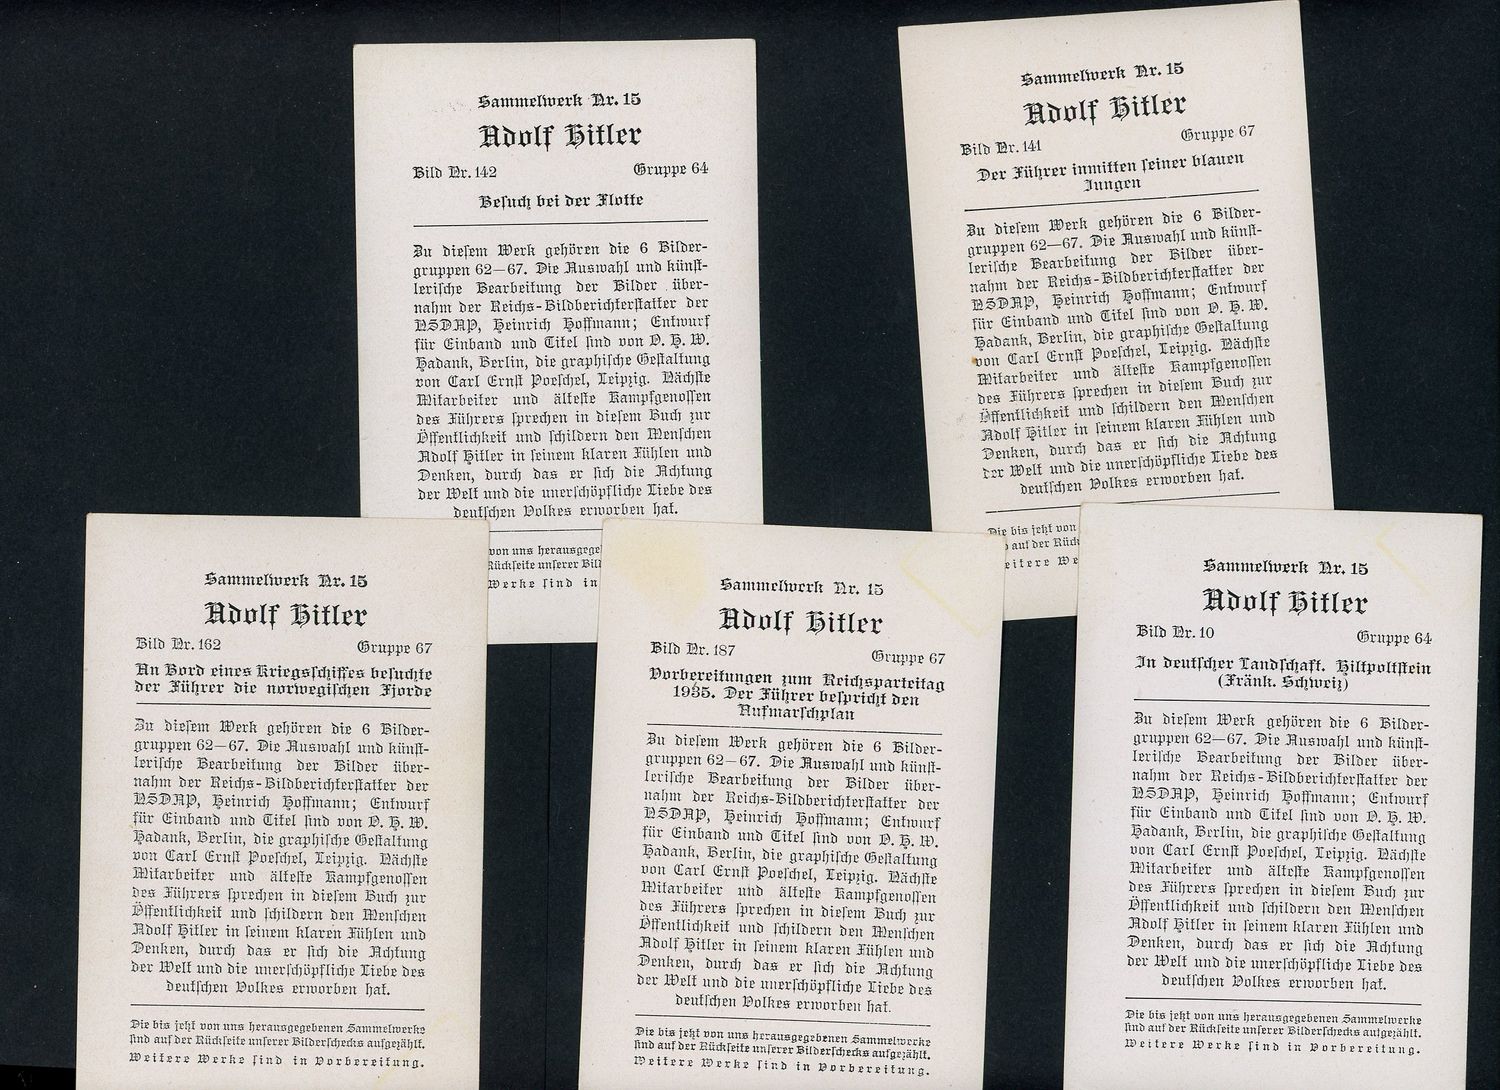 Sammelwerk Nr. 15
Adolf Hitler
Bild Nr. 142 Gruppe 64
Besuch bei der Flotte
Zu diesem Werk gehören die 6 Bilder-
gruppen 62—67. Die Auswahl und künst-
lerische Bearbeitung der Bilder über-
nahm der Reichs-Bildberichterstatter der
NSDAP, Heinrich Hoffmann; Entwurf
für Einband und Titel sind von O. H. W.
Hadank, Berlin, die graphische Gestaltung
von Carl Ernst Poeschel, Leipzig. Nächste
Mitarbeiter und älteste Kampfgenossen
des Führers sprechen in diesem Buch zur
Öffentlichkeit und schildern den Menschen
Adolf Hitler in seinem klaren Fühlen und
Denken, durch das er sich die Achtung
der Welt und die unerschöpfliche Liebe des
deutschen Volkes erworben hat.
von uns herausgege
Rückseite unserer Bil
Werke sind in
Sammelwerk Nr. 15
Adolf Hitler
Bild Nr. 141 Gruppe 67
Der Führer inmitten seiner blauen
Jungen
Zu diesem Werk gehören die 6 Bilder-
gruppen 62—67. Die Auswahl und künst-
lerische Bearbeitung der Bilder über-
nahm der Reichs-Bildberichterstatter der
NSDAP, Heinrich Hoffmann; Entwurf
für Einband und Titel sind von O. H. W.
Hadank, Berlin, die graphische Gestaltung
von Carl Ernst Poeschel, Leipzig. Nächste
Mitarbeiter und älteste Kampfgenossen
des Führers sprechen in diesem Buch zur
Öffentlichkeit und schildern den Menschen
Adolf Hitler in seinem klaren Fühlen und
Denken, durch das er sich die Achtung
der Welt und die unerschöpfliche Liebe des
deutschen Volkes erworben hat.
Die bis jetzt von
auf der Rück
eitere We
Sammelwerk Nr. 15
Adolf Hitler
Bild Nr. 162 Gruppe 67
An Bord eines Kriegsschiffes besuchte
der Führer die norwegischen Fjorde
Zu diesem Werk gehören die 6 Bilder-
gruppen 62—67. Die Auswahl und künst-
lerische Bearbeitung der Bilder über-
nahm der Reichs-Bildberichterstatter der
NSDAP, Heinrich Hoffmann; Entwurf
für Einband und Titel sind von O. H. W.
Hadank, Berlin, die graphische Gestaltung
von Carl Ernst Poeschel, Leipzig. Nächste
Mitarbeiter und älteste Kampfgenossen
des Führers sprechen in diesem Buch zur
Öffentlichkeit und schildern den Menschen
Adolf Hitler in seinem klaren Fühlen und
Denken, durch das er sich die Achtung
der Welt und die unerschöpfliche Liebe des
deutschen Volkes erworben hat.
Die bis jetzt von uns herausgegebenen Sammelwerke
sind auf der Rückseite unserer Bilderschecks aufgezählt.
Weitere Werke sind in Vorbereitung.
Sammelwerk Nr. 15
Adolf Hitler
Bild Nr. 187 Gruppe 67
Vorbereitungen zum Reichsparteitag
1935. Der Führer bespricht den
Aufmarschplan
Zu diesem Werk gehören die 6 Bilder-
gruppen 62—67. Die Auswahl und künst-
lerische Bearbeitung der Bilder über-
nahm der Reichs-Bildberichterstatter der
NSDAP, Heinrich Hoffmann; Entwurf
für Einband und Titel sind von O. H. W.
Hadank, Berlin, die graphische Gestaltung
von Carl Ernst Poeschel, Leipzig. Nächste
Mitarbeiter und älteste Kampfgenossen
des Führers sprechen in diesem Buch zur
Öffentlichkeit und schildern den Menschen
Adolf Hitler in seinem klaren Fühlen und
Denken, durch das er sich die Achtung
der Welt und die unerschöpfliche Liebe des
deutschen Volkes erworben hat.
Die bis jetzt von uns herausgegebenen Sammelwerke
sind auf der Rückseite unserer Bilderschecks aufgezählt.
Weitere Werke sind in Vorbereitung.
Sammelwerk Nr. 15
Adolf Hitler
Bild Nr. 10 Gruppe 64
In deutscher Landschaft. Hiltpoltstein
(Fränk. Schweiz)
Zu diesem Werk gehören die 6 Bilder-
gruppen 62—67. Die Auswahl und künst-
lerische Bearbeitung der Bilder über-
nahm der Reichs-Bildberichterstatter der
NSDAP, Heinrich Hoffmann; Entwurf
für Einband und Titel sind von O. H. W.
Hadank, Berlin, die graphische Gestaltung
von Carl Ernst Poeschel, Leipzig. Nächste
Mitarbeiter und älteste Kampfgenossen
des Führers sprechen in diesem Buch zur
Öffentlichkeit und schildern den Menschen
Adolf Hitler in seinem klaren Fühlen und
Denken, durch das er sich die Achtung
der Welt und die unerschöpfliche Liebe des
deutschen Volkes erworben hat.
Die bis jetzt von uns herausgegebenen Sammelwerke
sind auf der Rückseite unserer Bilderschecks aufgezählt.
Weitere Werke sind in Vorbereitung.